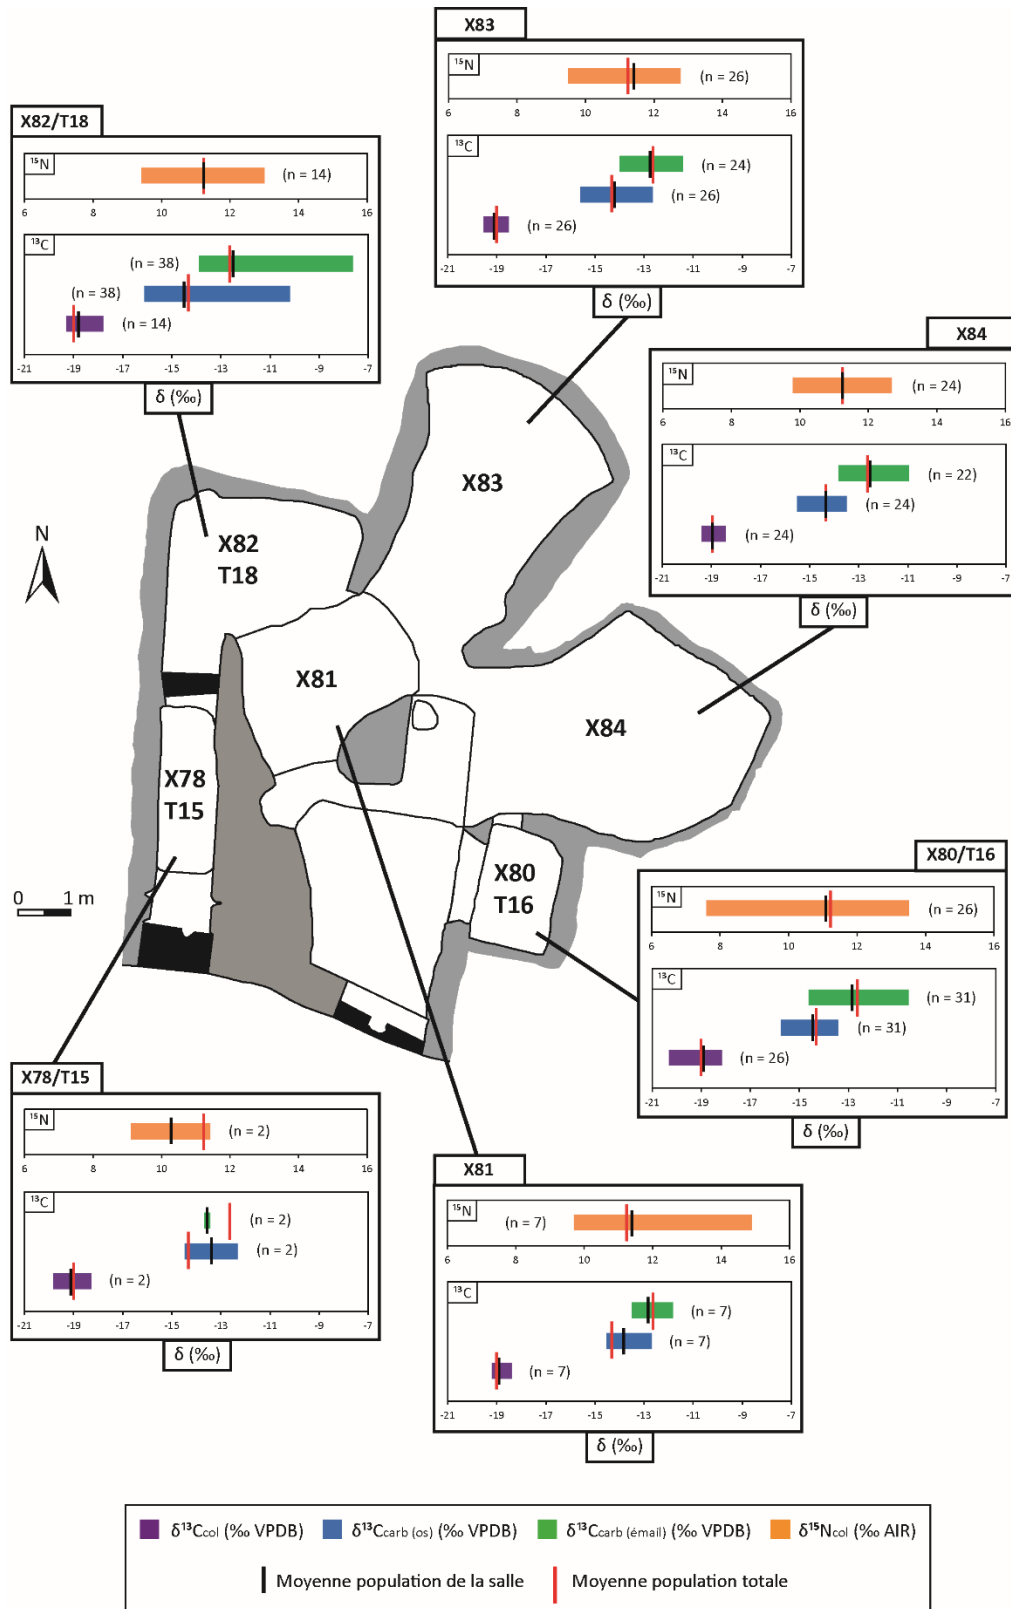 X83
¹⁵N
(n = 26)
6 8 10 12 14 16
¹³C
(n = 24)
(n = 26)
(n = 26)
-21 -19 -17 -15 -13 -11 -9 -7
δ (‰)
X82/T18
¹⁵N
(n = 14)
6 8 10 12 14 16
¹³C
(n = 38)
(n = 38)
(n = 14)
-21 -19 -17 -15 -13 -11 -9 -7
δ (‰)
X84
¹⁵N
(n = 24)
6 8 10 12 14 16
¹³C
(n = 22)
(n = 24)
(n = 24)
-21 -19 -17 -15 -13 -11 -9 -7
δ (‰)
N
X83
X82
T18
X81
X84
X78
T15
X80
T16
0 1 m
X80/T16
¹⁵N
(n = 26)
6 8 10 12 14 16
¹³C
(n = 31)
(n = 31)
(n = 26)
-21 -19 -17 -15 -13 -11 -9 -7
δ (‰)
X78/T15
¹⁵N
(n = 2)
6 8 10 12 14 16
¹³C
(n = 2)
(n = 2)
(n = 2)
-21 -19 -17 -15 -13 -11 -9 -7
δ (‰)
X81
¹⁵N
(n = 7)
6 8 10 12 14 16
¹³C
(n = 7)
(n = 7)
(n = 7)
-21 -19 -17 -15 -13 -11 -9 -7
δ (‰)
δ¹³Ccol (‰ VPDB) δ¹³Ccarb (os) (‰ VPDB) δ¹³Ccarb (émail) (‰ VPDB) δ¹⁵Ncol (‰ AIR)
Moyenne population de la salle Moyenne population totale